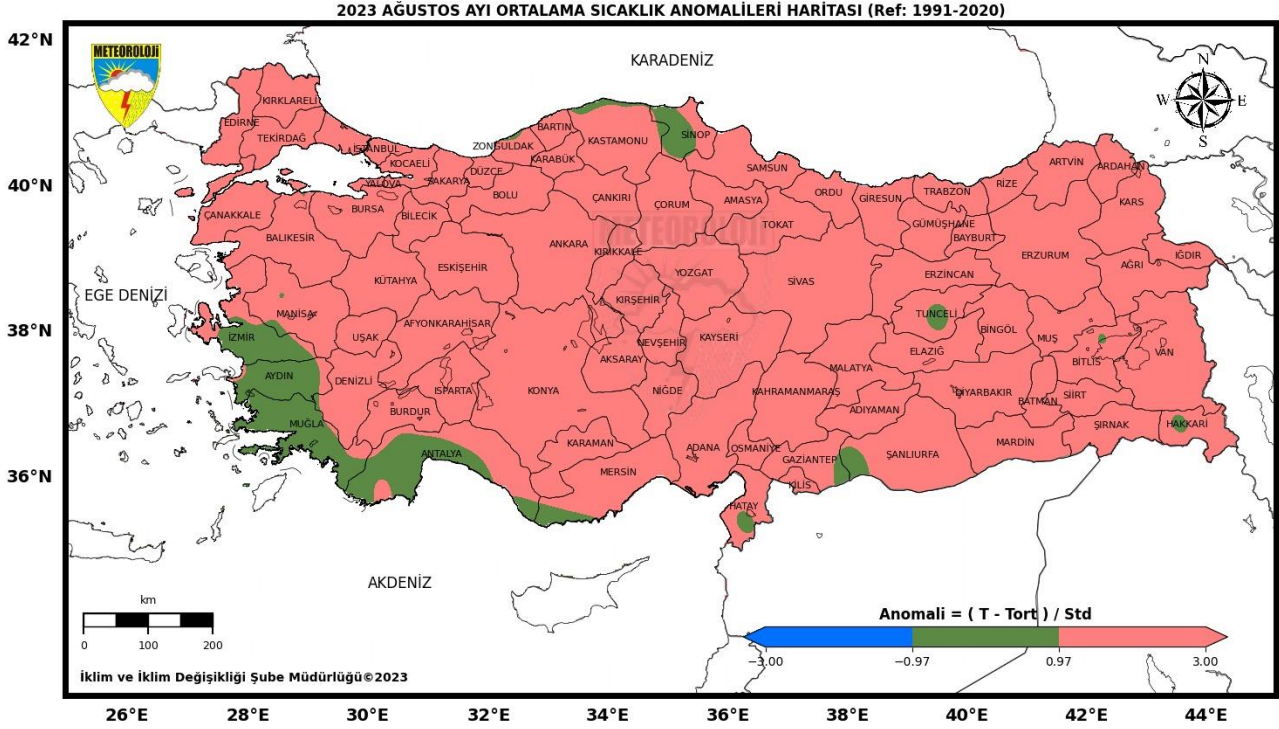 2023 AĞUSTOS AYI ORTALAMA SICAKLIK ANOMALİLERİ HARİTASI (Ref: 1991-2020)
42°N
40°N
38°N
36°N
METEOROLOJİ
KARADENİZ
N
W
E
S
KIRKLARELİ
EDİRNE
TEKİRDAĞ
İSTANBUL
KOCAELİ
YALOVA
SAKARYA
DÜZCE
ZONGULDAK
BARTIN
KARABÜK
KASTAMONU
SİNOP
SAMSUN
ORDU
GİRESUN
TRABZON
RİZE
ARTVİN
ARDAHAN
KARS
ÇANAKKALE
BURSA
BİLECİK
BOLU
ÇANKIRI
ÇORUM
AMASYA
TOKAT
GÜMÜŞHANE
BAYBURT
BALIKESİR
METEOROLOJİ
ANKARA
KIRIKKALE
ERZURUM
AĞRI
IĞDIR
EGE DENİZİ
KÜTAHYA
ESKİŞEHİR
YOZGAT
SİVAS
ERZİNCAN
MANİSA
KIRŞEHİR
TUNCELİ
İZMİR
UŞAK
AFYONKARAHİSAR
NEVŞEHİR
KAYSERİ
BİNGÖL
MUŞ
AKSARAY
ELAZIĞ
BİTLİS
VAN
AYDIN
DENİZLİ
ISPARTA
KONYA
NİĞDE
KAHRAMANMARAŞ
MALATYA
DİYARBAKIR
BATMAN
SİİRT
BURDUR
ADIYAMAN
MUĞLA
ŞIRNAK
HAKKARİ
ANTALYA
KARAMAN
ADANA
OSMANİYE
GAZİANTEP
ŞANLIURFA
MARDİN
MERSİN
KİLİS
HATAY
AKDENİZ
km
0
100
200
İklim ve İklim Değişikliği Şube Müdürlüğü©2023
Anomali = ( T - Tort ) / Std
−3.00
−0.97
0.97
3.00
26°E
28°E
30°E
32°E
34°E
36°E
38°E
40°E
42°E
44°E